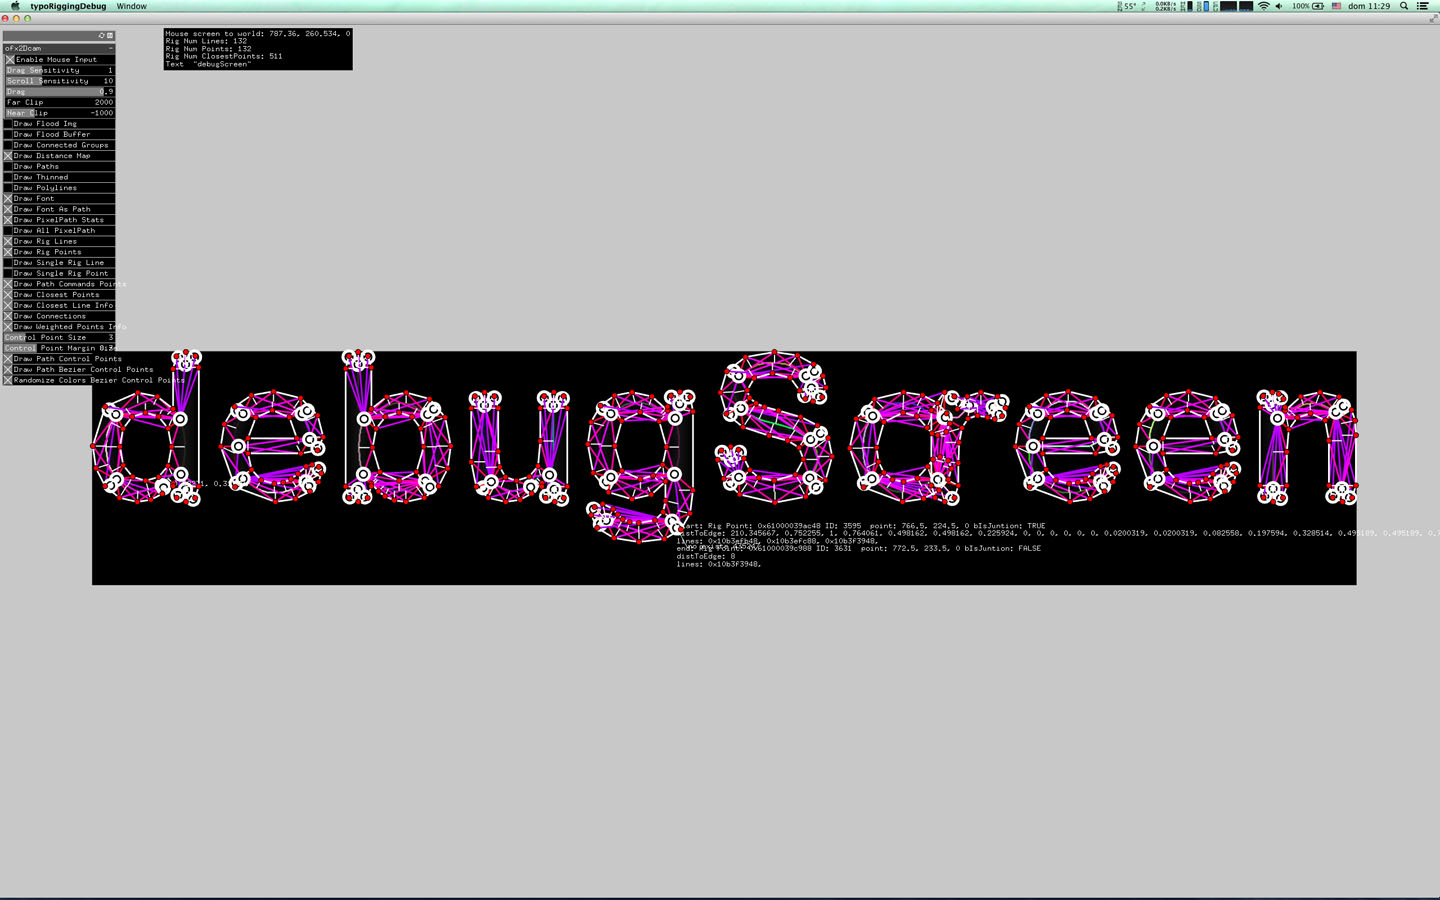 typoRiggingDebug Window
55° 0.0KB/s 0.2KB/s 100% dom 11:29
Mouse screen to world: 787.36, 260.534, 0
Rig Num Lines: 132
Rig Num Points: 132
Rig Num ClosestPoints: 511
Text "debugScreen"
ofx2Dcam -
Enable Mouse Input
Drag Sensitivity 1
Scroll Sensitivity 10
Drag 0.9
Far Clip 2000
Near Clip -1000
Draw Flood Img
Draw Flood Buffer
Draw Connected Groups
Draw Distance Map
Draw Paths
Draw Thinned
Draw Polylines
Draw Font
Draw Font As Path
Draw PixelPath Stats
Draw All PixelPath
Draw Rig Lines
Draw Rig Points
Draw Single Rig Line
Draw Single Rig Point
Draw Path Commands Points
Draw Closest Points
Draw Closest Line Info
Draw Connections
Draw Weighted Points Info
Control Point Size 3
Control Point Margin Size
Draw Path Control Points
Draw Path Bezier Control Points
Randomize Colors Bezier Control Points
debugScreen
Rig Point: 0x61000039ac48 ID: 3595 point: 766.5, 224.5, 0 bIsJuntion: TRUE
distToEdge: 210.345667, 0.752255, 1, 0.764061, 0.498162, 0.498162, 0.225924, 0, 0, 0, 0, 0, 0.0200319, 0.0200319, 0.082558, 0.197594, 0.328514, 0.495189, 0.495189,
lines: 0x10b3efb48, 0x10b3efc88, 0x10b3f3948,
end: Rig Point: 0x61000039c988 ID: 3631 point: 772.5, 233.5, 0 bIsJuntion: FALSE
distToEdge: 8
lines: 0x10b3f3948,